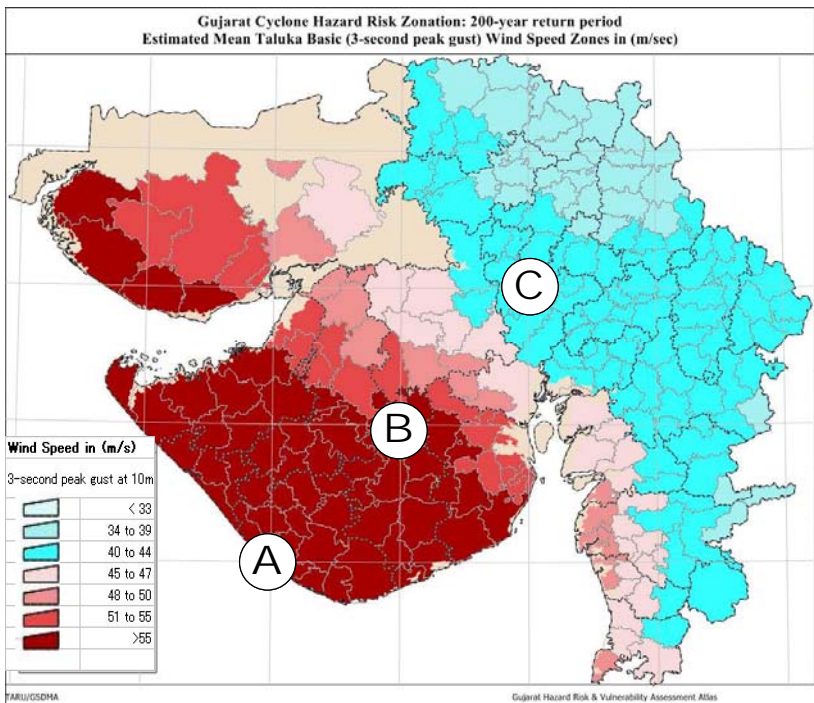 Gujarat Cyclone Hazard Risk Zonation: 200-year return period
Estimated Mean Taluka Basic (3-second peak gust) Wind Speed Zones in (m/sec)
C
B
A
Wind Speed in (m/s)
3-second peak gust at 10m
< 33
34 to 39
40 to 44
45 to 47
48 to 50
51 to 55
>55
TARU/GSDMA
Gujarat Hazard Risk & Vulnerability Assessment Atlas